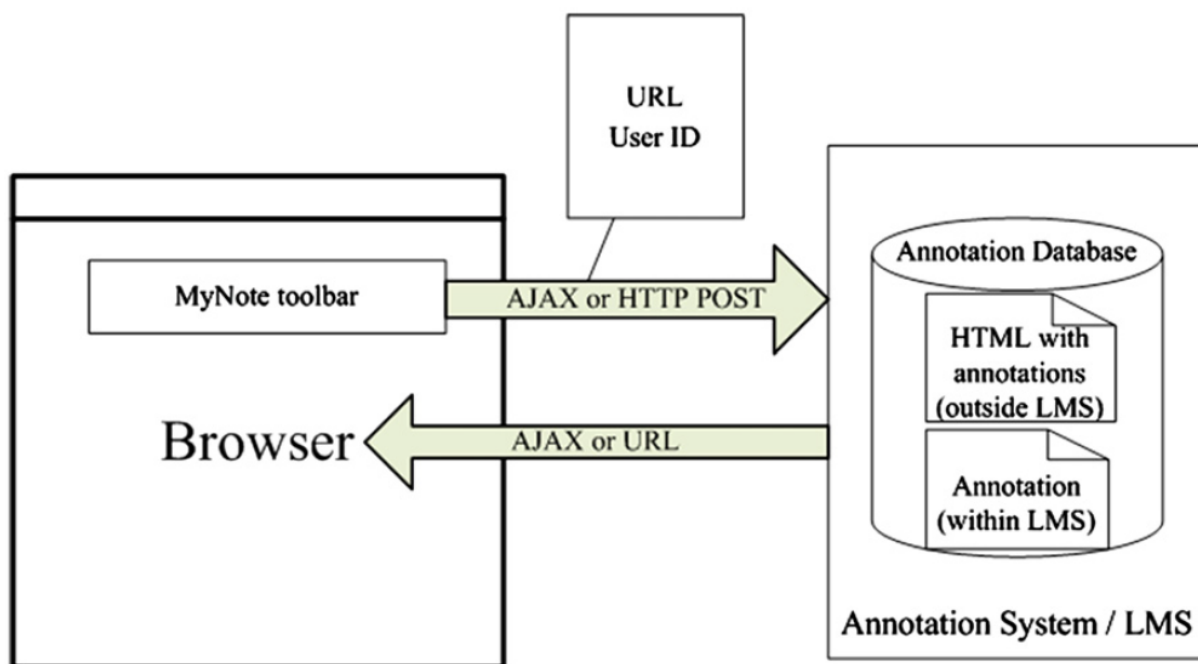 URL
User ID
MyNote toolbar
AJAX or HTTP POST
Browser
AJAX or URL
Annotation Database
HTML with
annotations
(outside LMS)
Annotation
(within LMS)
Annotation System / LMS